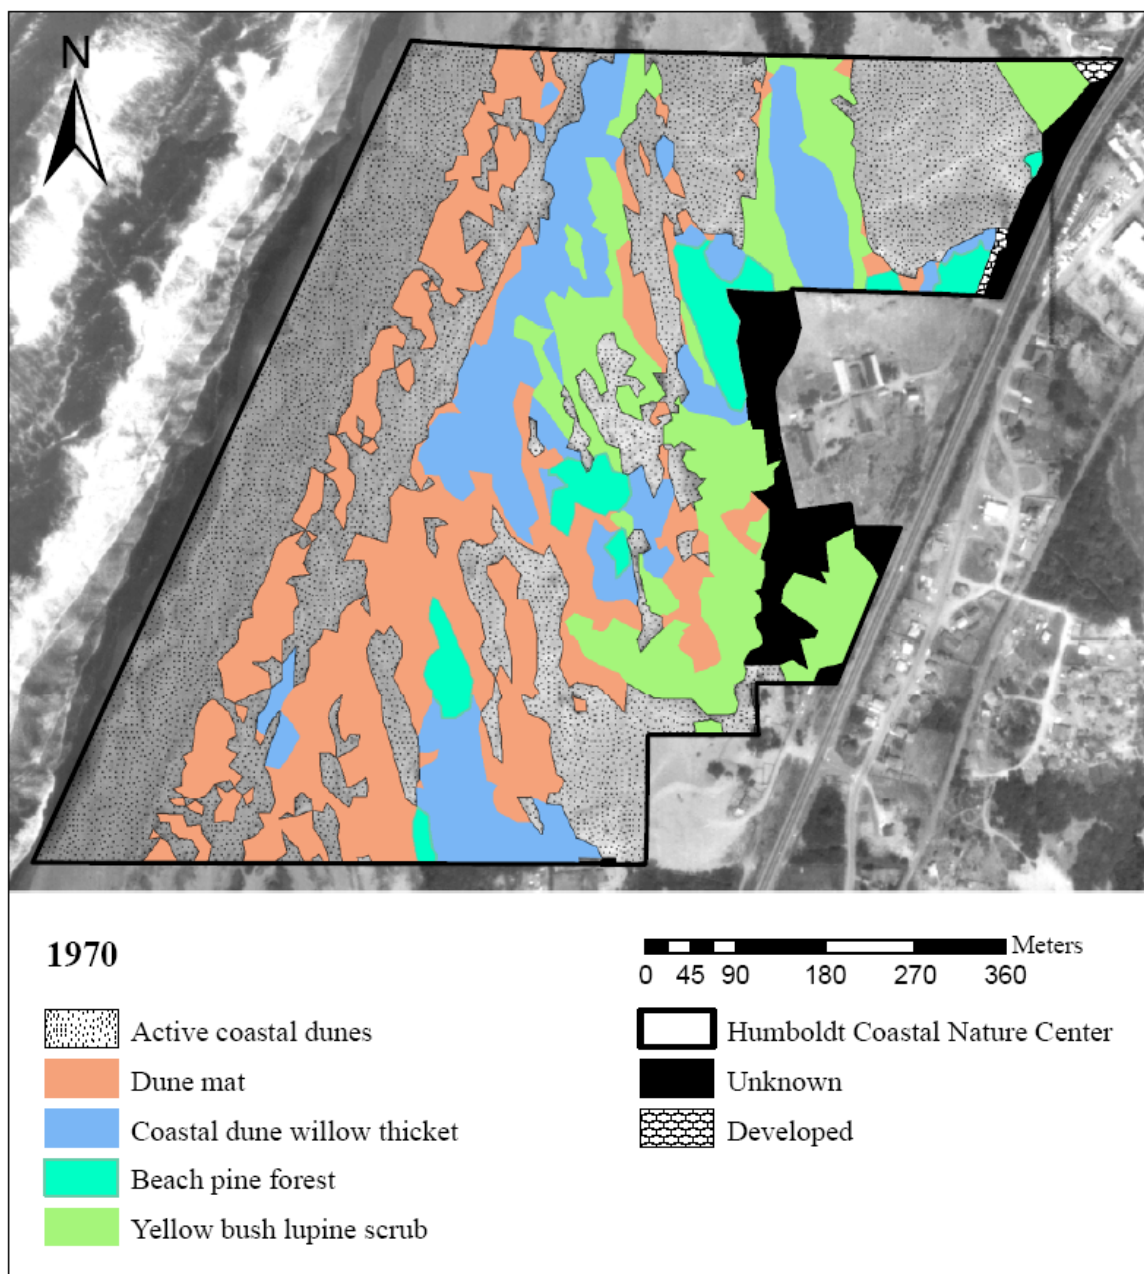 N
1970
Meters
0 45 90 180 270 360
Active coastal dunes
Humboldt Coastal Nature Center
Dune mat
Unknown
Coastal dune willow thicket
Developed
Beach pine forest
Yellow bush lupine scrub